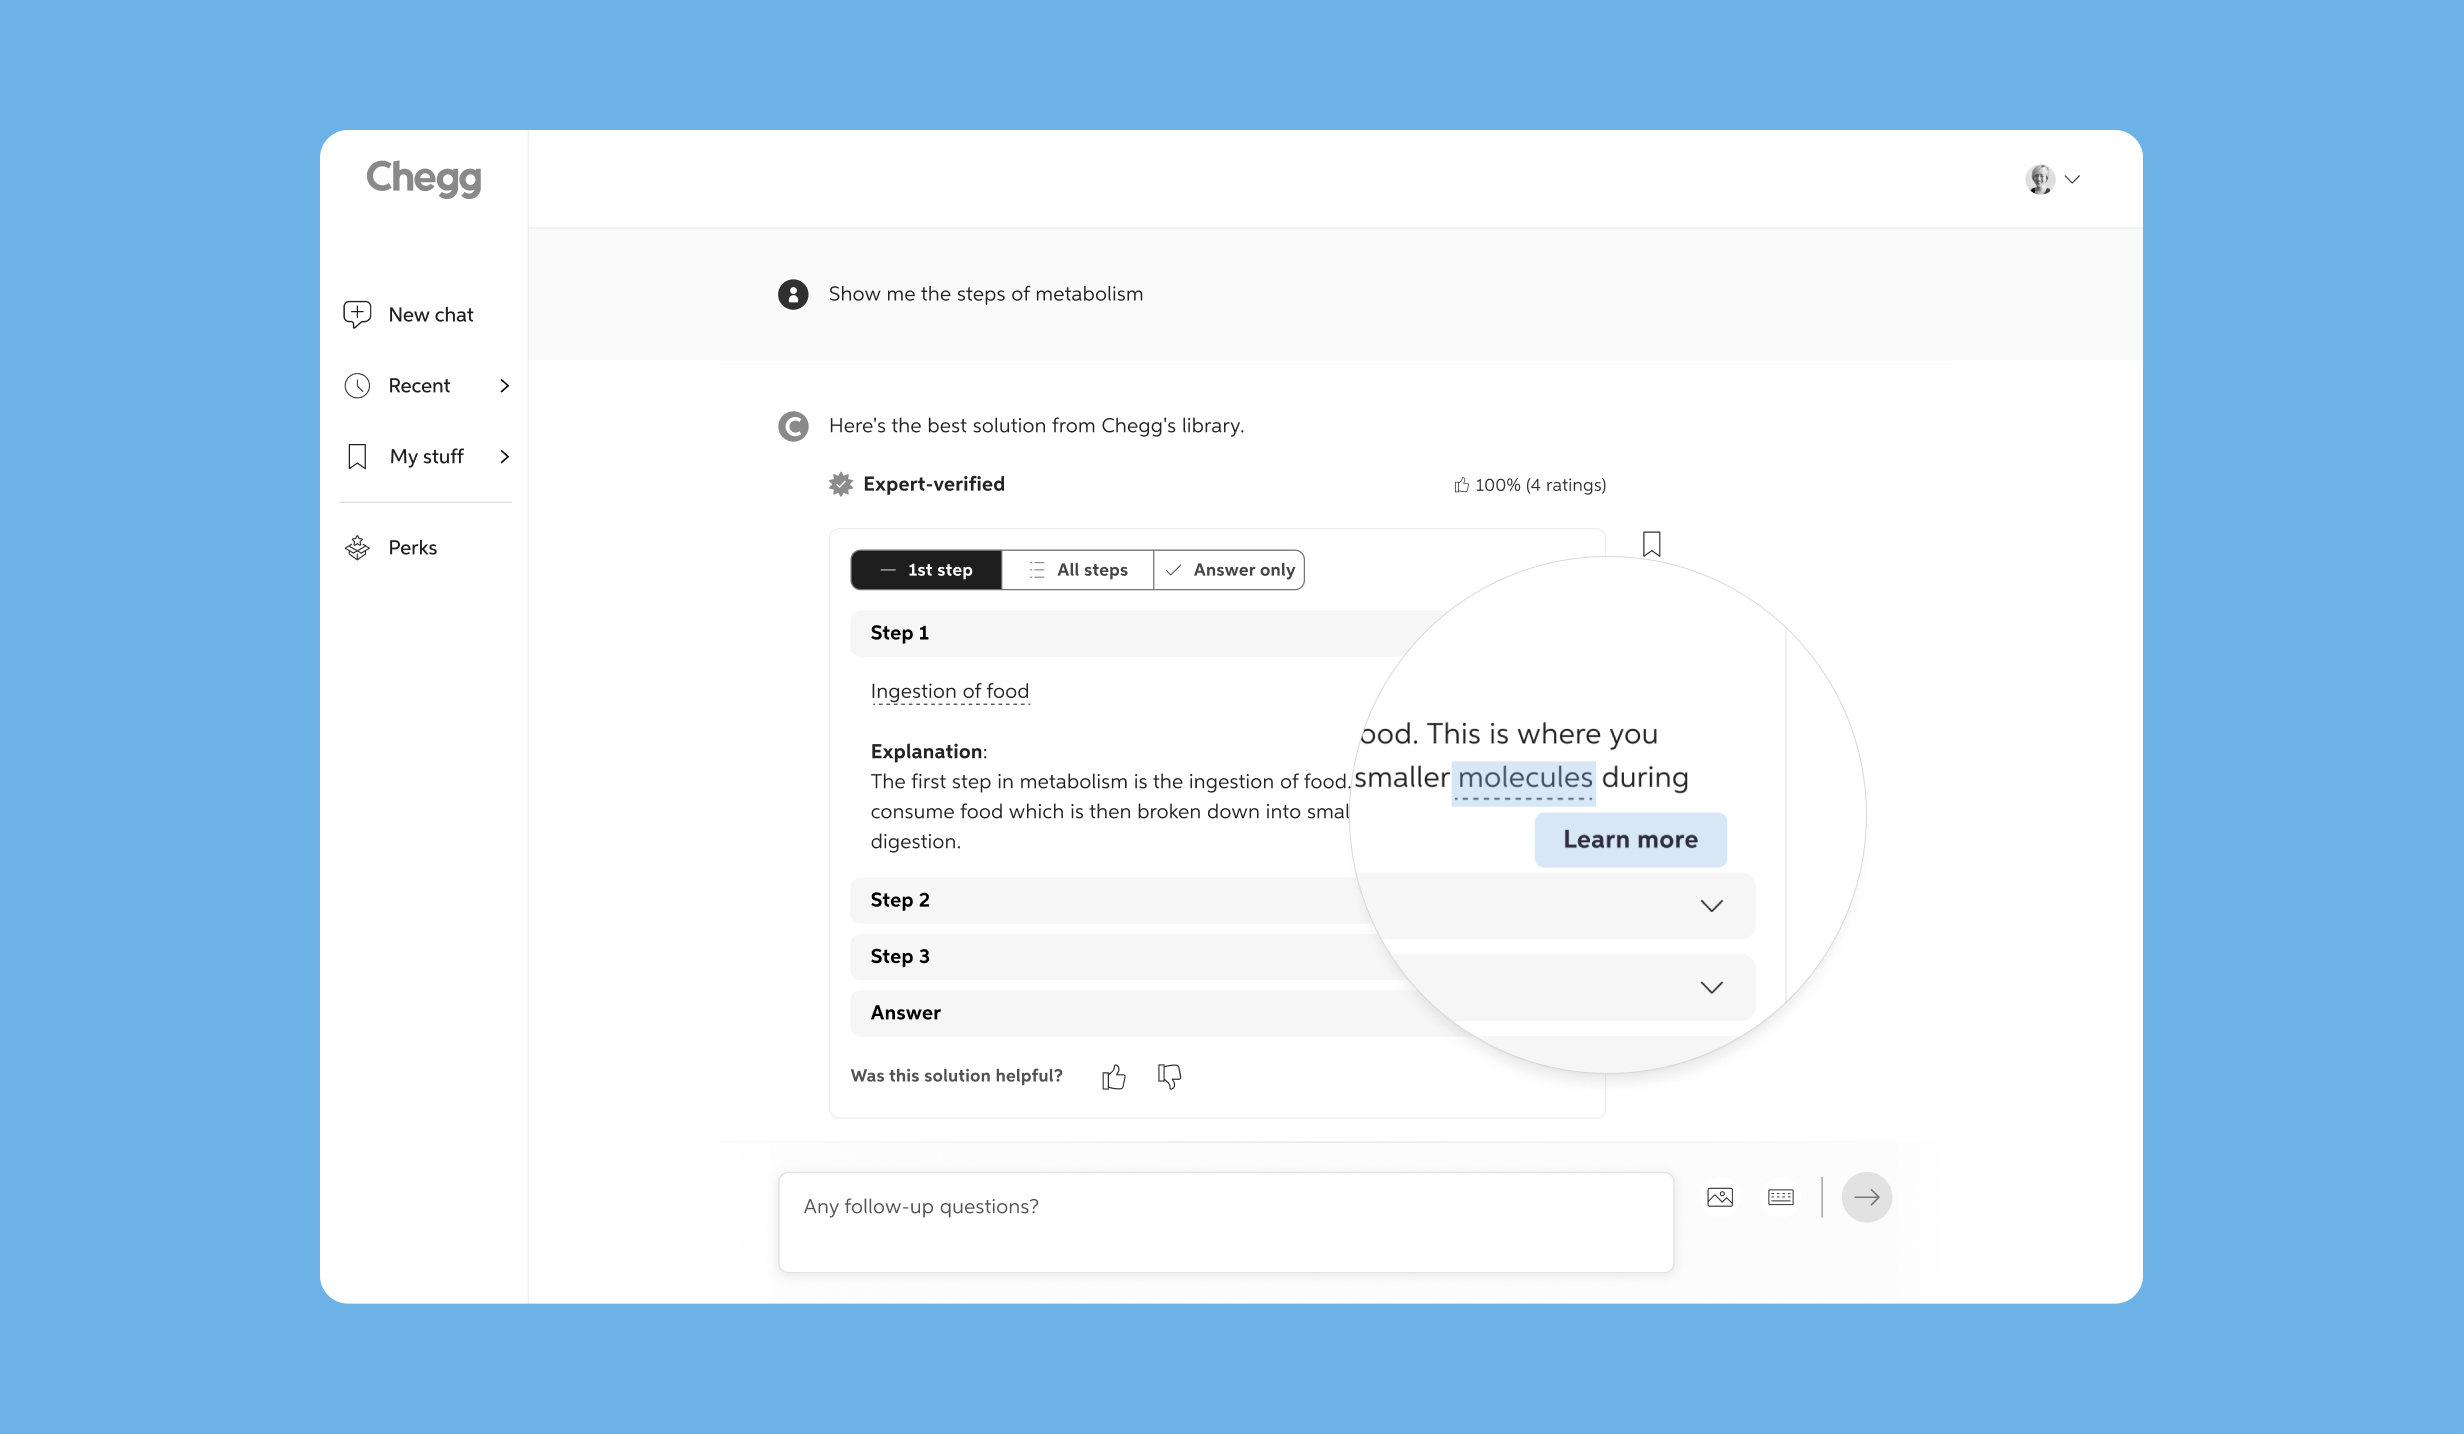 Chegg
New chat
Recent
My stuff
Perks
Show me the steps of metabolism
C
Here's the best solution from Chegg's library.
Expert-verified
100% (4 ratings)
1st step
All steps
Answer only
Step 1
Ingestion of food
Explanation:
The first step in metabolism is the ingestion of food.
consume food which is then broken down into smal
digestion.
ood. This is where you
smaller molecules during
Learn more
Step 2
Step 3
Answer
Was this solution helpful?
Any follow-up questions?